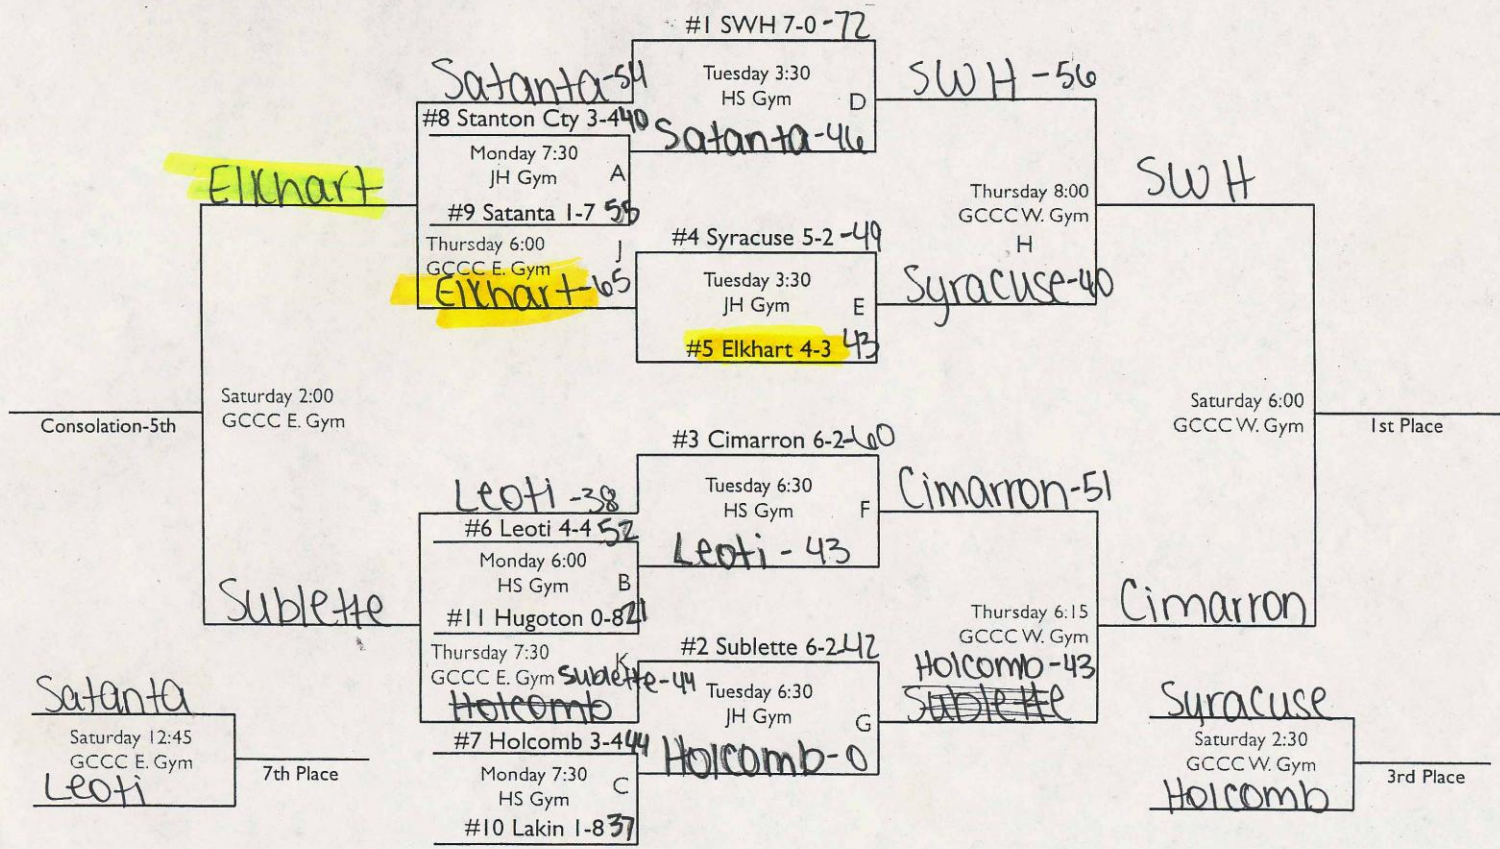 #1 SWH 7-0 -72
Tuesday 3:30
HS Gym
D
Satanta-46
SWH -56
Satanta-54
#8 Stanton Cty 3-4 40
Monday 7:30
JH Gym
A
#9 Satanta 1-7 55
Thursday 6:00
GCCC E. Gym
J
Elkhart-65
Elkhart
#4 Syracuse 5-2 -49
Tuesday 3:30
JH Gym
E
#5 Elkhart 4-3 43
Thursday 8:00
GCCC W. Gym
H
Syracuse-40
SWH
Saturday 2:00
GCCC E. Gym
Consolation-5th
Saturday 6:00
GCCC W. Gym
1st Place
#3 Cimarron 6-2-60
Tuesday 6:30
HS Gym
F
Leoti - 43
Cimarron-51
Leoti -38
#6 Leoti 4-4 52
Monday 6:00
HS Gym
B
#11 Hugoton 0-8 21
Thursday 7:30
GCCC E. Gym
K
Sublette-44
Holcomb
Sublette
#2 Sublette 6-2-42
Tuesday 6:30
JH Gym
G
Holcomb-0
Thursday 6:15
GCCC W. Gym
Holcomb-43
Sublette
Cimarron
#7 Holcomb 3-4 44
Monday 7:30
HS Gym
C
#10 Lakin 1-8 37
Satanta
Saturday 12:45
GCCC E. Gym
Leoti
7th Place
Syracuse
Saturday 2:30
GCCC W. Gym
Holcomb
3rd Place